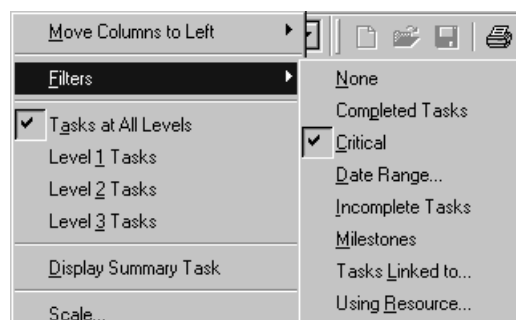 Move Columns to Left
Filters
Tasks at All Levels
Level 1 Tasks
Level 2 Tasks
Level 3 Tasks
Display Summary Task
Scale...
None
Completed Tasks
Critical
Date Range...
Incomplete Tasks
Milestones
Tasks Linked to...
Using Resource...